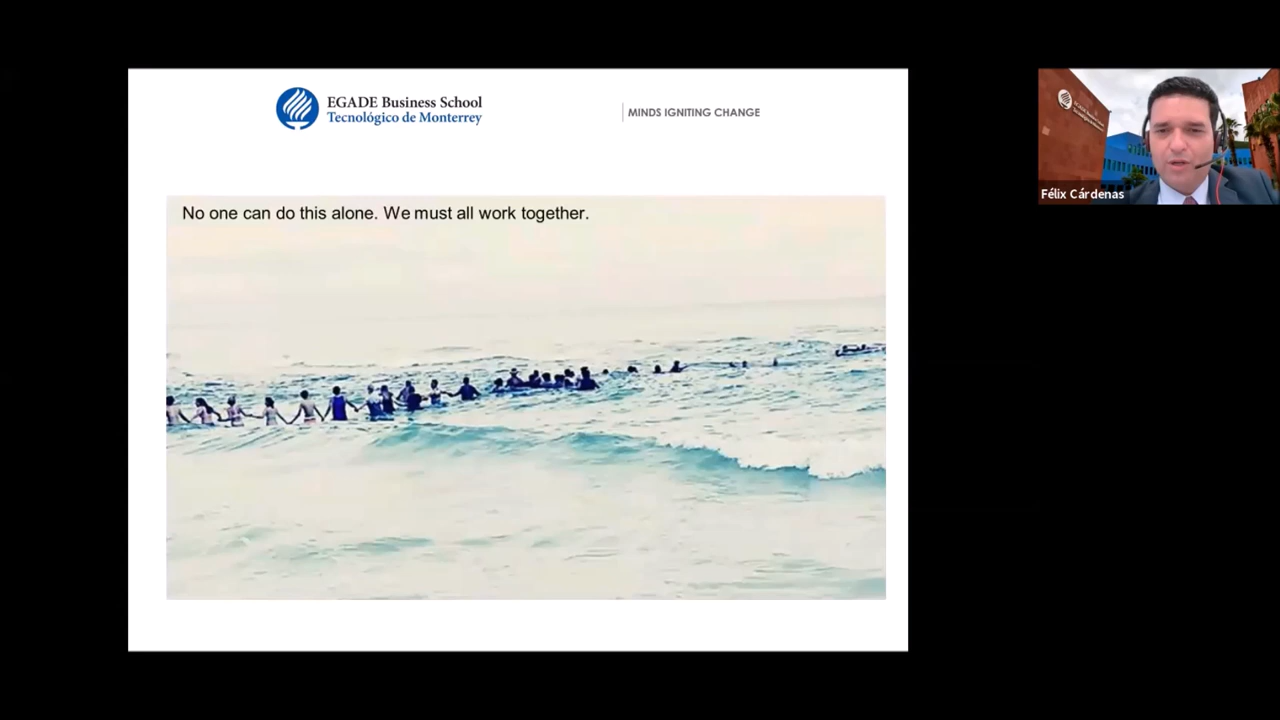 EGADE Business School
Tecnológico de Monterrey
MINDS IGNITING CHANGE
No one can do this alone. We must all work together.
Félix Cárdenas